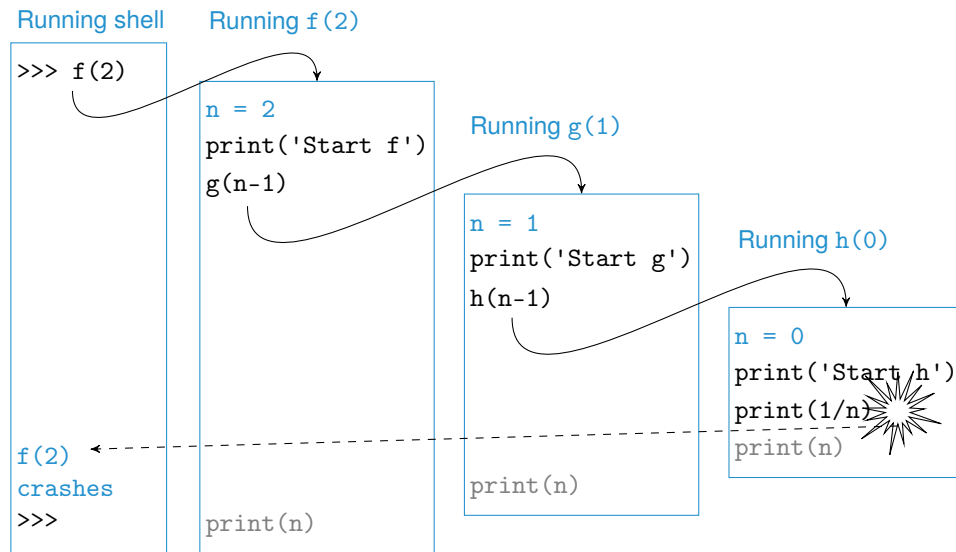 Running shell
>>> f(2)
f(2)
crashes
>>>
Running f(2)
n = 2
print('Start f')
g(n-1)
print(n)
Running g(1)
n = 1
print('Start g')
h(n-1)
print(n)
Running h(0)
n = 0
print('Start h')
print(1/n)
print(n)